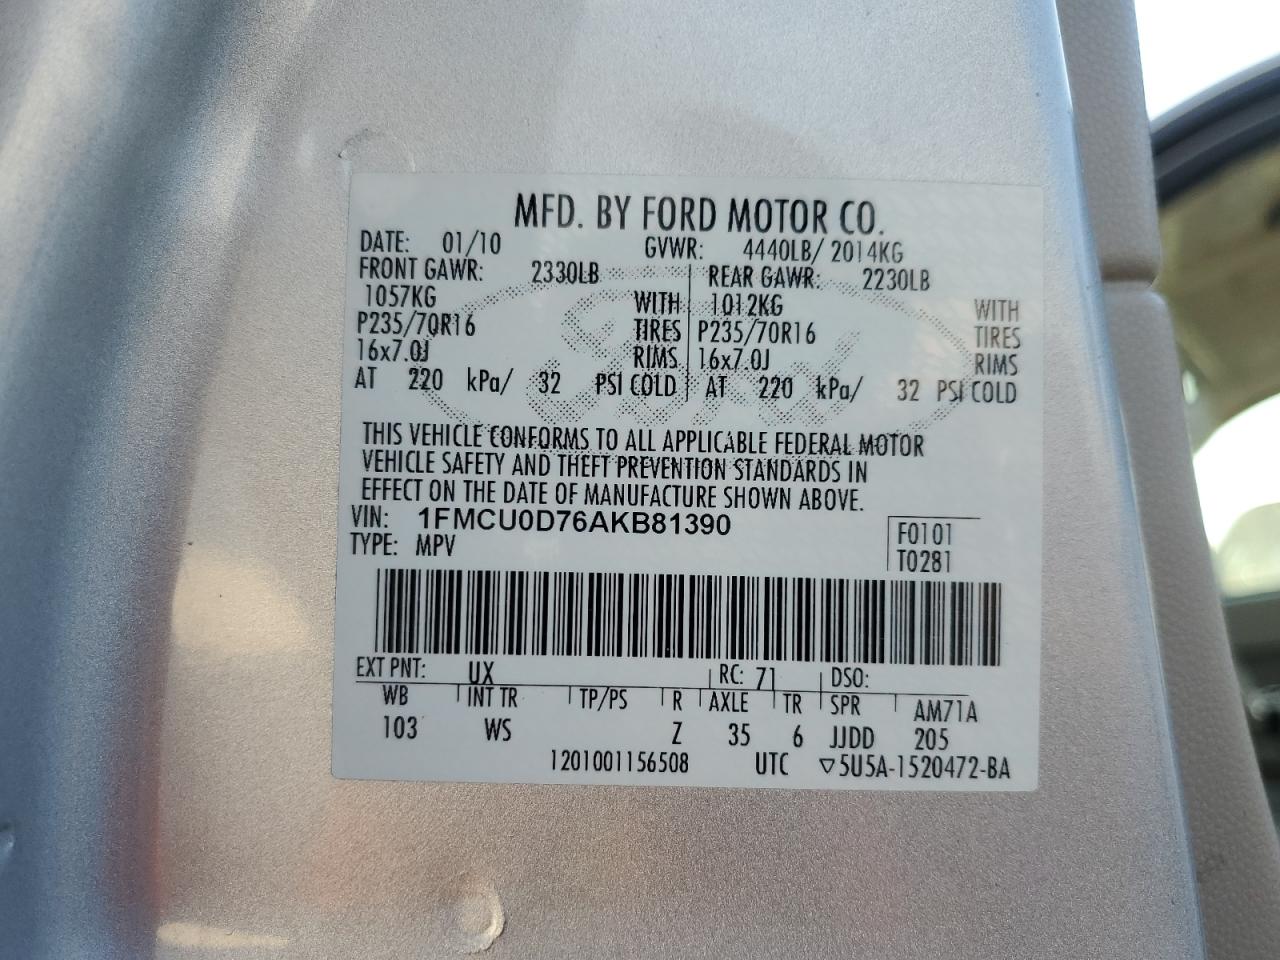 MFD. BY FORD MOTOR CO.
DATE: 01/10 GVWR: 4440LB/ 2014KG
FRONT GAWR: 2330LB REAR GAWR: 2230LB
1057KG WITH 1012KG WITH
P235/70R16 TIRES P235/70R16 TIRES
16x7.0J RIMS 16x7.0J RIMS
AT 220 kPa/ 32 PSI COLD AT 220 kPa/ 32 PSI COLD
THIS VEHICLE CONFORMS TO ALL APPLICABLE FEDERAL MOTOR
VEHICLE SAFETY AND THEFT PREVENTION STANDARDS IN
EFFECT ON THE DATE OF MANUFACTURE SHOWN ABOVE.
VIN: 1FMCU0D76AKB81390 F0101
TYPE: MPV T0281
EXT PNT: UX RC: 71 DSO:
WB INT TR TP/PS R AXLE TR SPR AM71A
103 WS Z 35 6 JJDD 205
1201001156508 UTC ▽5U5A-1520472-BA
Ford